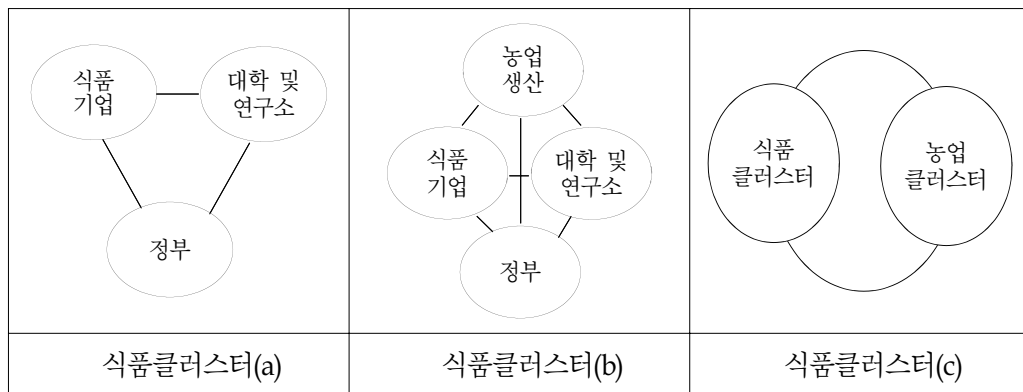 식품
기업
대학 및
연구소
정부
농업
생산
식품
기업
대학 및
연구소
정부
식품
클러스터
농업
클러스터
식품클러스터(a)
식품클러스터(b)
식품클러스터(c)